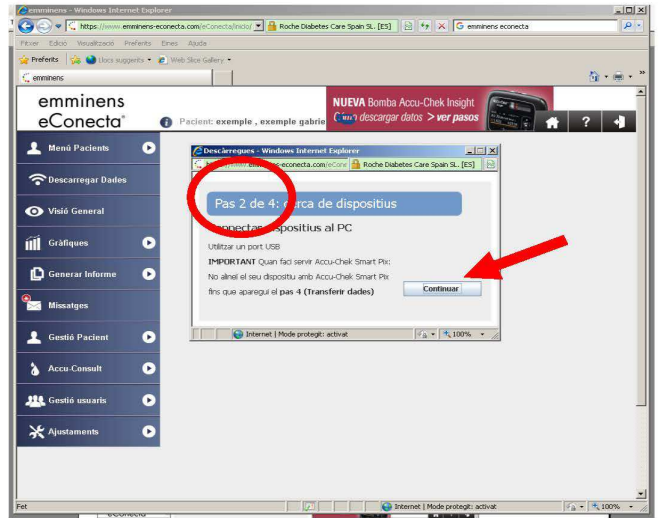 emminens - Windows Internet Explorer
https://www.emminens-econecta.com/eConecta/inicio/
Roche Diabetes Care Spain SL. [ES]
emminens econecta
Fitxer Edició Visualització Preferits Eines Ajuda
Preferits Llocs suggerits Web Slice Gallery
emminens
emminens
eConecta
Pacient: exemple , exemple gabrie
NUEVA Bomba Accu-Chek Insight
descargar datos > ver pasos
?
Menú Pacients
Descarregar Dades
Visió General
Gràfiques
Generar Informe
Missatges
Gestió Pacient
Accu-Consult
Gestió usuaris
Ajustaments
Descàrregues - Windows Internet Explorer
Roche Diabetes Care Spain SL. [ES]
Pas 2 de 4: cerca de dispositius
Connectar dispositius al PC
Utilitzar un port USB
IMPORTANT Quan faci servir Accu-Chek Smart Pix:
No alineï el seu dispositiu amb Accu-Chek Smart Pix
fins que aparegui el pas 4 (Transferir dades)
Continuar
Internet | Mode protegit: activat
100%
Fet
Internet | Mode protegit: activat
100%
eConecta